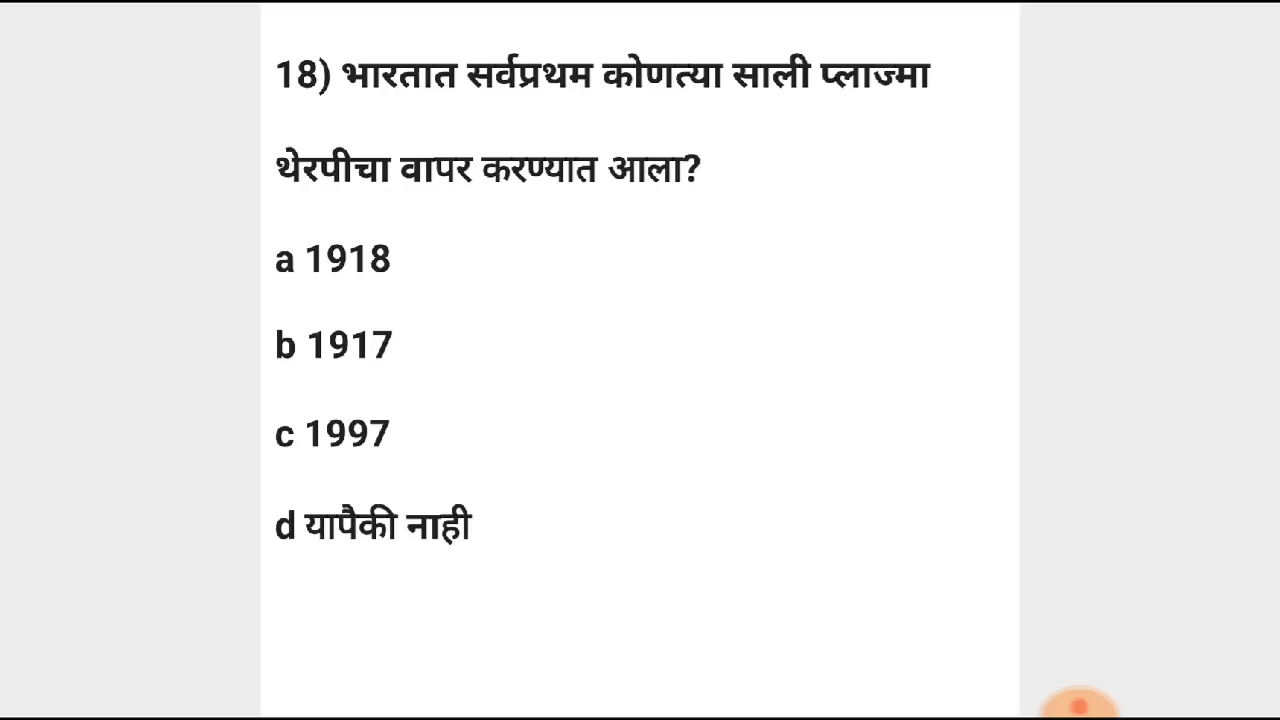 18) भारतात सर्वप्रथम कोणत्या साली प्लाज्मा
थेरपीचा वापर करण्यात आला?
a 1918
b 1917
c 1997
d यापैकी नाही